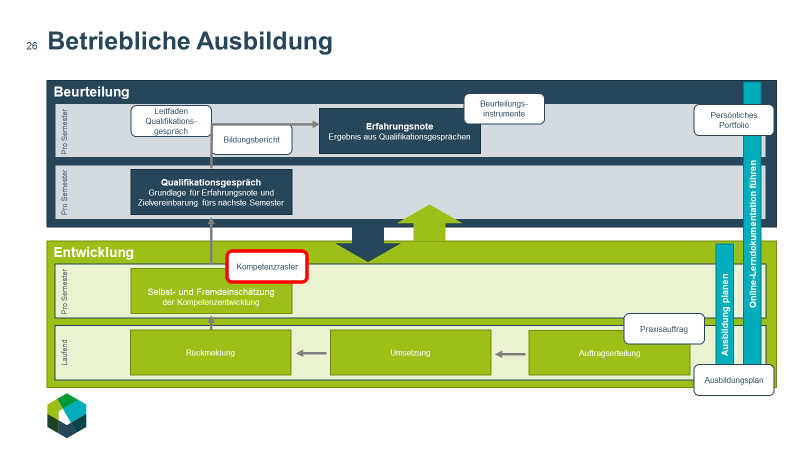 26
Betriebliche Ausbildung
Beurteilung
Pro Semester
Leitfaden
Qualifikations-
gespräch
Bildungsbericht
Erfahrungsnote
Ergebnis aus Qualifikationsgesprächen
Beurteilungs-
instrumente
Persönliches
Portfolio
Pro Semester
Qualifikationsgespräch
Grundlage für Erfahrungsnote und
Zielvereinbarung fürs nächste Semester
Online-Lerndokumentation führen
Entwicklung
Pro Semester
Kompetenzraster
Selbst- und Fremdeinschätzung
der Kompetenzentwicklung
Ausbildung planen
Laufend
Rückmeldung
Umsetzung
Praxisauftrag
Auftragserteilung
Ausbildungsplan